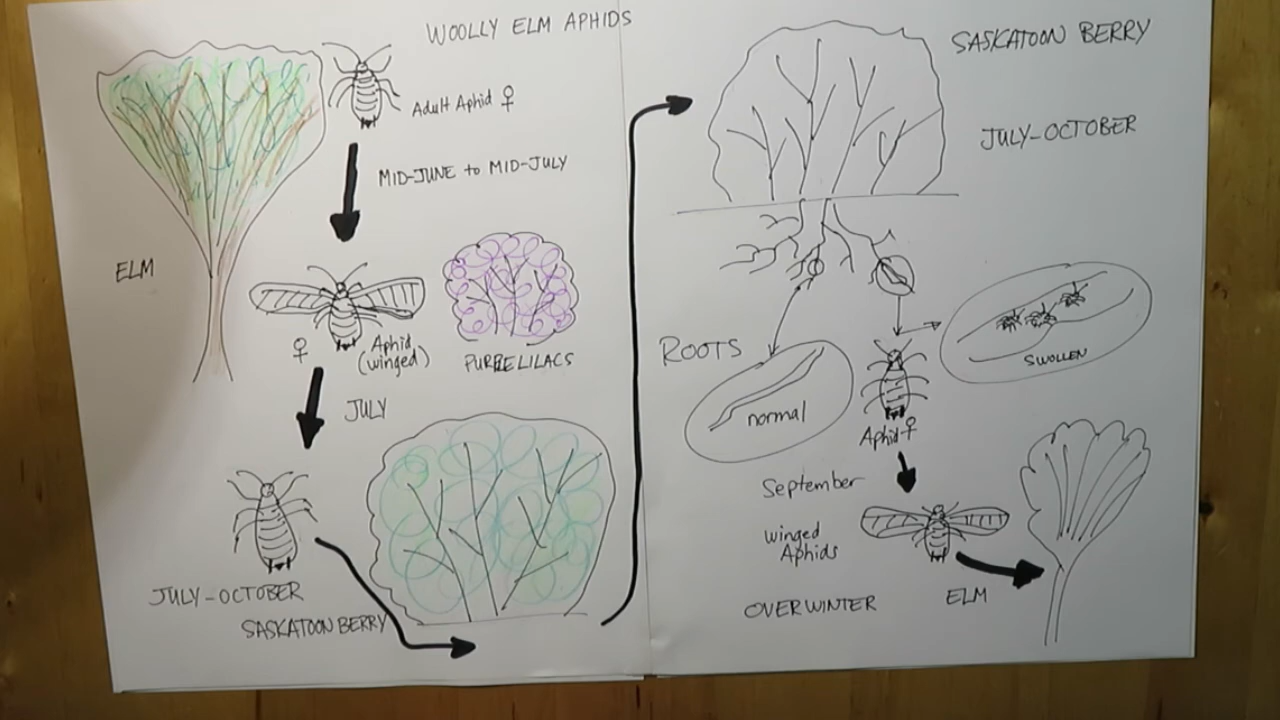 WOOLLY ELM APHIDS
Adult Aphid ♀
MID-JUNE to MID-JULY
ELM
♀
Aphid
(winged)
PURPLE LILACS
JULY
JULY-OCTOBER
SASKATOON BERRY
SASKATOON BERRY
JULY-OCTOBER
ROOTS
normal
SWOLLEN
Aphid ♀
September
winged
Aphids
OVERWINTER
ELM